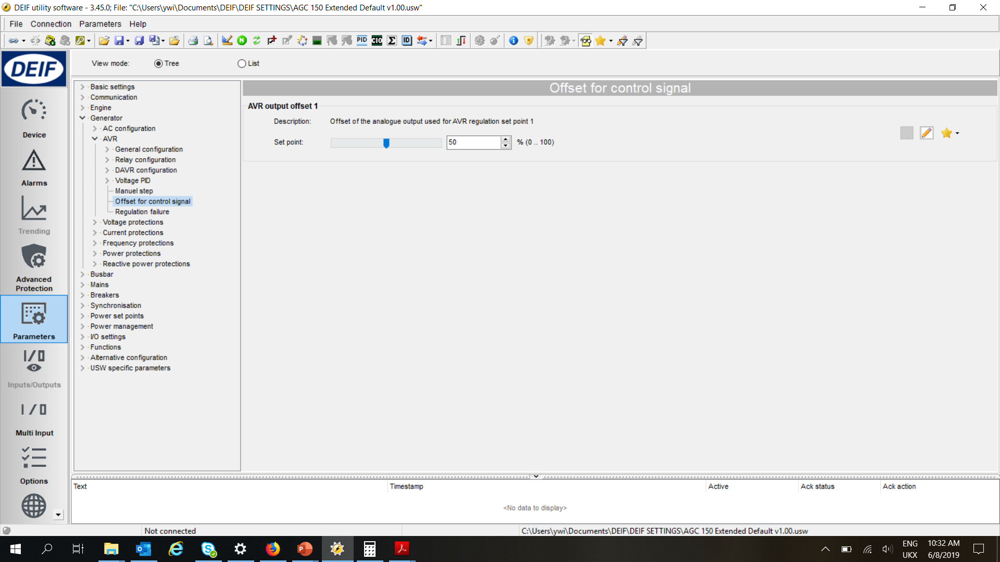 DEIF utility software - 3.45.0; File: "C:\Users\ywi\Documents\DEIF\DEIF SETTINGS\AGC 150 Extended Default v1.00.usw"
File Connection Parameters Help
PID CIO Σ ID
DEIF
View mode: Tree List
Device
Alarms
Trending
Advanced
Protection
Parameters
Inputs/Outputs
Multi Input
Options
Basic settings
Communication
Engine
Generator
AC configuration
AVR
General configuration
Relay configuration
DAVR configuration
Voltage PID
Manuel step
Offset for control signal
Regulation failure
Voltage protections
Current protections
Frequency protections
Power protections
Reactive power protections
Busbar
Mains
Breakers
Synchronisation
Power set points
Power management
I/O settings
Functions
Alternative configuration
USW specific parameters
Offset for control signal
AVR output offset 1
Description: Offset of the analogue output used for AVR regulation set point 1
Set point: 50 % (0 .. 100)
Text Timestamp Active Ack status Ack action
<No data to display>
Not connected C:\Users\ywi\Documents\DEIF\DEIF SETTINGS\AGC 150 Extended Default v1.00.usw
ENG 10:32 AM
UKX 6/8/2019